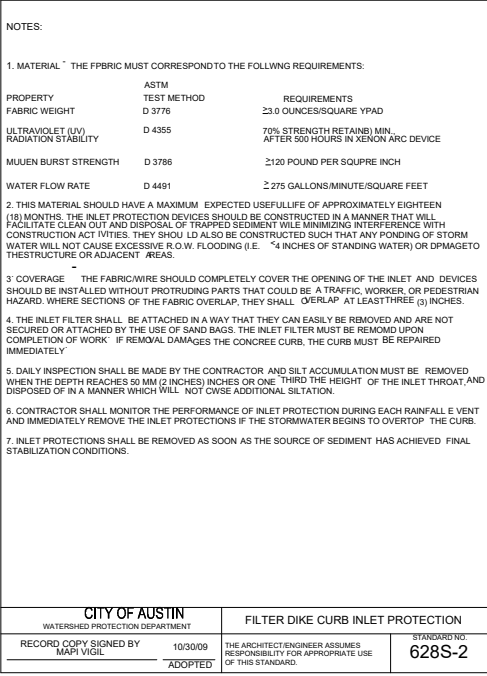 NOTES:
1. MATERIAL - THE FPBRIC MUST CORRESPONDTO THE FOLLWNG REQUIREMENTS:
ASTM
PROPERTY TEST METHOD REQUIREMENTS
FABRIC WEIGHT D 3776 ≥3.0 OUNCES/SQUARE YPAD
ULTRAVIOLET (UV) D 4355 70% STRENGTH RETAINB) MIN.,
RADIATION STABILITY AFTER 500 HOURS IN XENON ARC DEVICE
MUUEN BURST STRENGTH D 3786 ≥120 POUND PER SQUPRE INCH
WATER FLOW RATE D 4491 ≥ 275 GALLONS/MINUTE/SQUARE FEET
2. THIS MATERIAL SHOULD HAVE A MAXIMUM EXPECTED USEFULLIFE OF APPROXIMATELY EIGHTEEN
(18) MONTHS. THE INLET PROTECTION DEVICES SHOULD BE CONSTRUCTED IN A MANNER THAT WILL
FACILITATE CLEAN OUT AND DISPOSAL OF TRAPPED SEDIMENT WILE MINIMIZING INTERFERENCE WITH
CONSTRUCTION ACT IVITIES. THEY SHOU LD ALSO BE CONSTRUCTED SUCH THAT ANY PONDING OF STORM
WATER WILL NOT CAUSE EXCESSIVE R.O.W. FLOODING (I.E. <4 INCHES OF STANDING WATER) OR DPMAGETO
THESTRUCTURE OR ADJACENT AREAS.
3' COVERAGE - THE FABRIC/WIRE SHOULD COMPLETELY COVER THE OPENING OF THE INLET AND DEVICES
SHOULD BE INSTALLED WITHOUT PROTRUDING PARTS THAT COULD BE A TRAFFIC, WORKER, OR PEDESTRIAN
HAZARD. WHERE SECTIONS OF THE FABRIC OVERLAP, THEY SHALL OVERLAP AT LEASTTHREE (3) INCHES.
4. THE INLET FILTER SHALL BE ATTACHED IN A WAY THAT THEY CAN EASILY BE REMOVED AND ARE NOT
SECURED OR ATTACHED BY THE USE OF SAND BAGS. THE INLET FILTER MUST BE REMOMD UPON
COMPLETION OF WORK' IF REMOVAL DAMAGES THE CONCREE CURB, THE CURB MUST BE REPAIRED
IMMEDIATELY'
5. DAILY INSPECTION SHALL BE MADE BY THE CONTRACTOR AND SILT ACCUMULATION MUST BE REMOVED
WHEN THE DEPTH REACHES 50 MM (2 INCHES) INCHES OR ONE -THIRD THE HEIGHT OF THE INLET THROAT,AND
DISPOSED OF IN A MANNER WHICH WILL NOT CWSE ADDITIONAL SILTATION.
6. CONTRACTOR SHALL MONITOR THE PERFORMANCE OF INLET PROTECTION DURING EACH RAINFALL E VENT
AND IMMEDIATELY REMOVE THE INLET PROTECTIONS IF THE STORMWATER BEGINS TO OVERTOP THE CURB.
7. INLET PROTECTIONS SHALL BE REMOVED AS SOON AS THE SOURCE OF SEDIMENT HAS ACHIEVED FINAL
STABILIZATION CONDITIONS.
CITY OF AUSTIN
WATERSHED PROTECTION DEPARTMENT
FILTER DIKE CURB INLET PROTECTION
RECORD COPY SIGNED BY
MAPI VIGIL
10/30/09
ADOPTED
THE ARCHITECT/ENGINEER ASSUMES
RESPONSIBILITY FOR APPROPRIATE USE
OF THIS STANDARD.
STANDARD NO.
628S-2